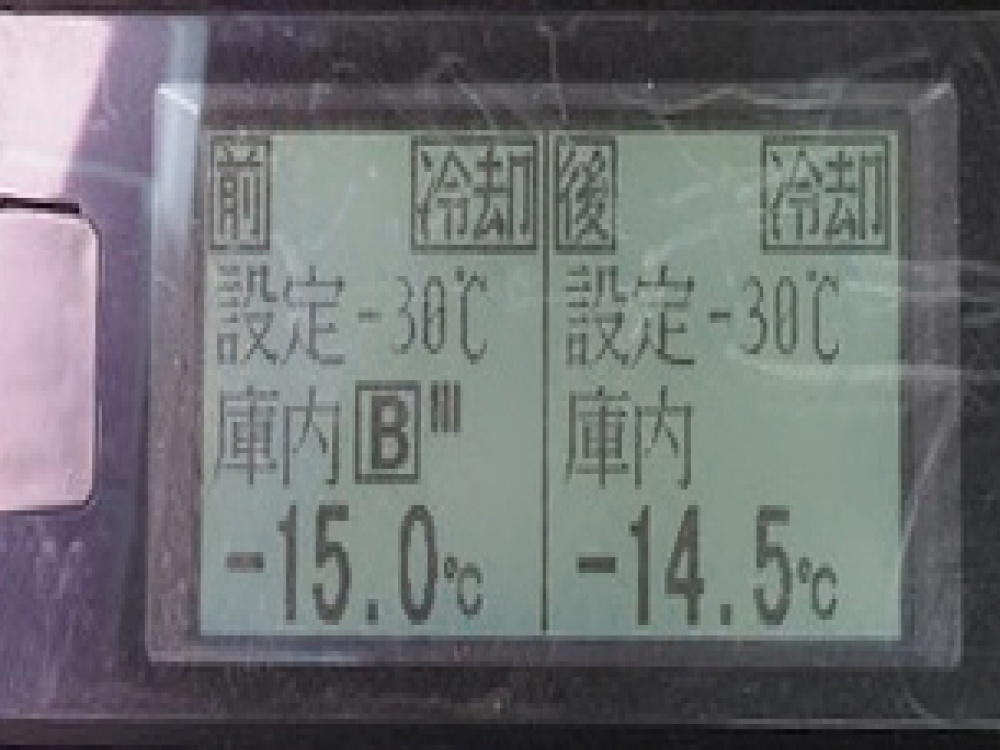 前 冷却
設定-30℃
庫内 B
-15.0℃
後 冷却
設定-30℃
庫内
-14.5℃